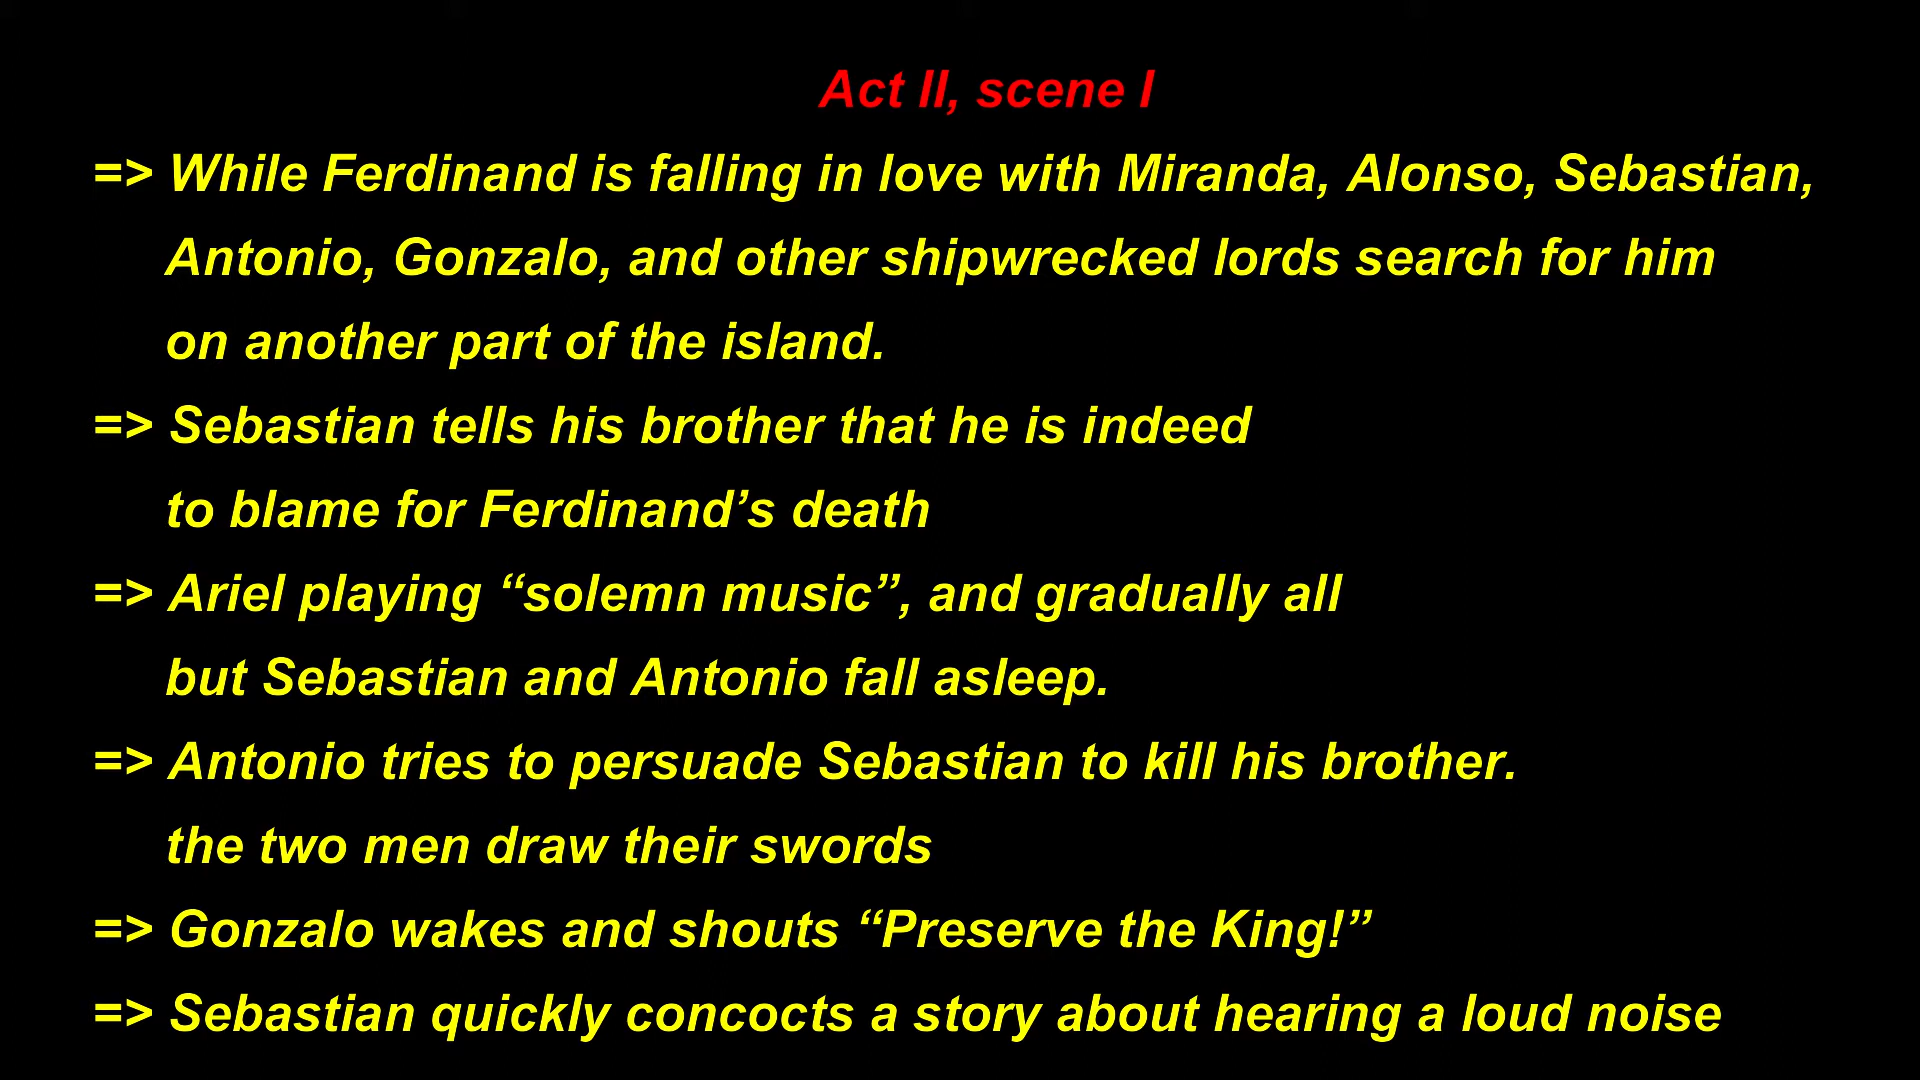 Act II, scene I
=> While Ferdinand is falling in love with Miranda, Alonso, Sebastian,
Antonio, Gonzalo, and other shipwrecked lords search for him
on another part of the island.
=> Sebastian tells his brother that he is indeed
to blame for Ferdinand’s death
=> Ariel playing “solemn music”, and gradually all
but Sebastian and Antonio fall asleep.
=> Antonio tries to persuade Sebastian to kill his brother.
the two men draw their swords
=> Gonzalo wakes and shouts “Preserve the King!”
=> Sebastian quickly concocts a story about hearing a loud noise